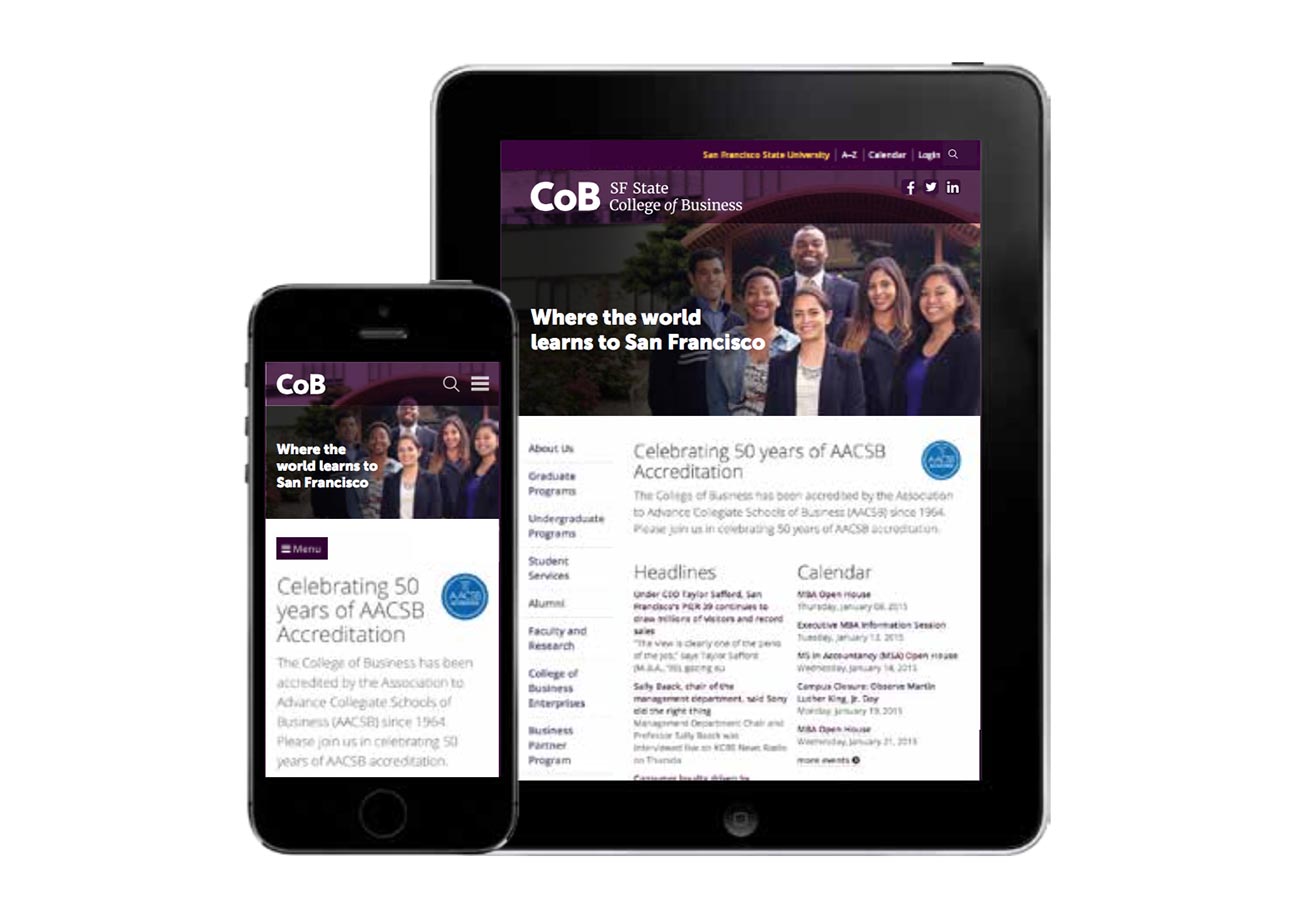 San Francisco State University
A–Z
Calendar
Login
CoB
SF State
College of Business
Where the world
learns to San Francisco
About Us
Graduate
Programs
Undergraduate
Programs
Student
Services
Alumni
Faculty and
Research
College of
Business
Enterprises
Business
Partner
Program
Celebrating 50 years of AACSB
Accreditation
AACSB
The College of Business has been accredited by the Association
to Advance Collegiate Schools of Business (AACSB) since 1964.
Please join us in celebrating 50 years of AACSB accreditation.
Headlines
Under CEO Taylor Safford, San
Francisco's PIER 39 continues to
draw millions of visitors and record
sales
"The view is clearly one of the perks
of the job," says Taylor Safford
(M.B.A., going su
Sally Baack, chair of the
management department, said Sony
did the right thing
Management Department Chair and
Professor Sally Baack was
interviewed live on KCBS News Radio
on Thursda
Consumer loyalty driven by
Calendar
MBA Open House
Thursday, January 08, 2015
Executive MBA Information Session
Tuesday, January 13, 2015
MS in Accountancy (MSA) Open House
Wednesday, January 14, 2015
Campus Closure: Observe Martin
Luther King, Jr. Day
Monday, January 19, 2015
MBA Open House
Wednesday, January 21, 2015
more events
CoB
Where the
world learns to
San Francisco
Menu
Celebrating 50
years of AACSB
Accreditation
AACSB
The College of Business has been
accredited by the Association to
Advance Collegiate Schools of
Business (AACSB) since 1964.
Please join us in celebrating 50
years of AACSB accreditation.